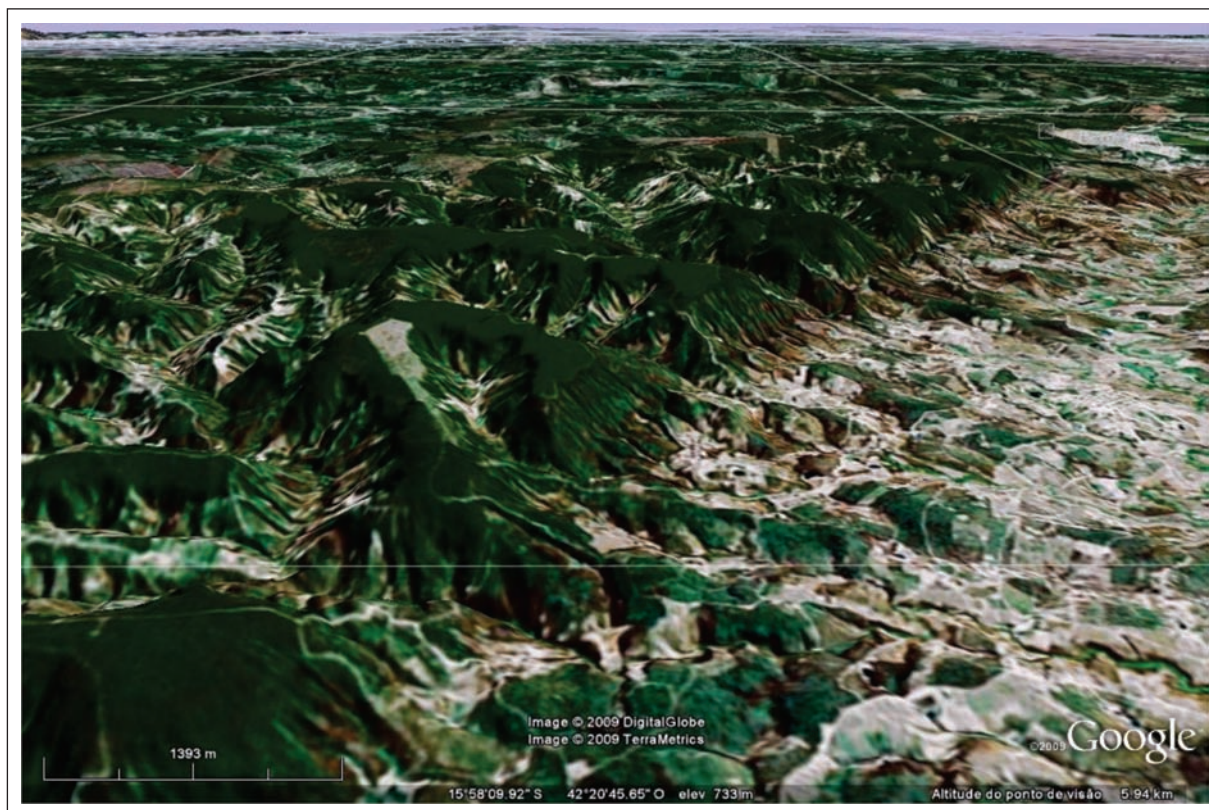 Image © 2009 DigitalGlobe
Image © 2009 TerraMetrics
©2009 Google
1393 m
15°58'09.92" S 42°20'45.65" O elev 733 m Altitude do ponto de visão 5.94 km